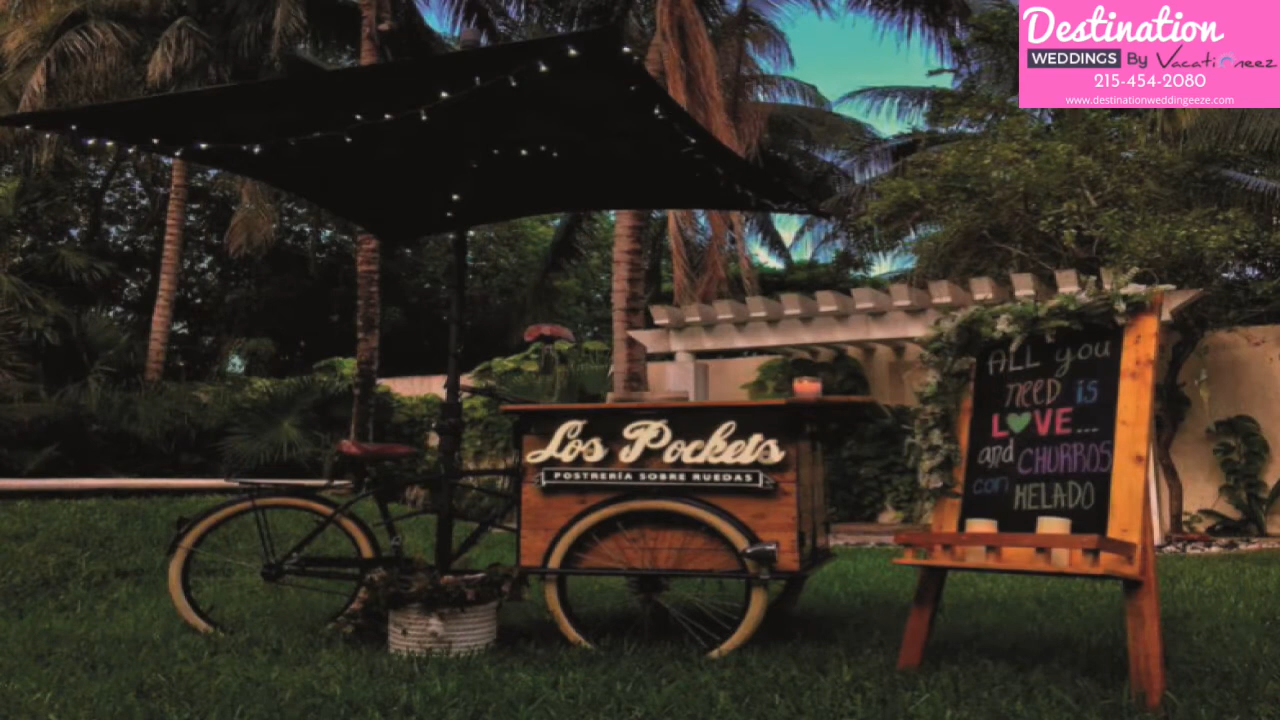 Destination
WEDDINGS By Vacationeez
215-454-2080
www.destinationweddingeeze.com
Los Pockets
POSTRERÍA SOBRE RUEDAS
ALL you
NEED is
LOVE...
and CHURROS
con HELADO